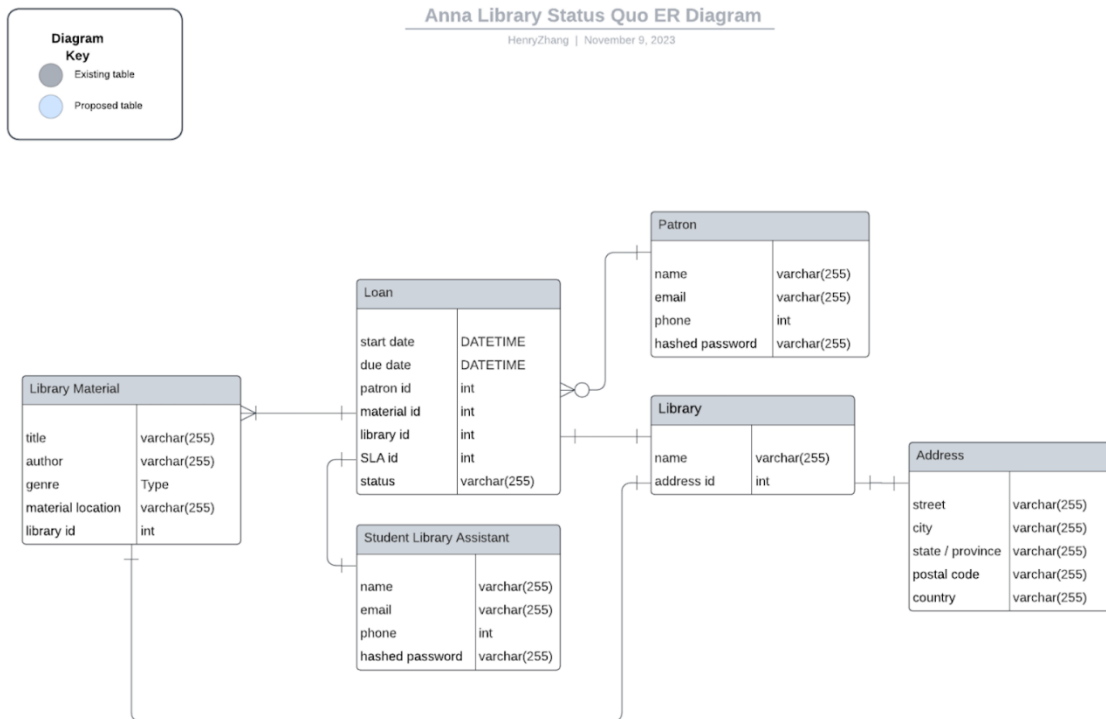 Anna Library Status Quo ER Diagram
HenryZhang | November 9, 2023
Diagram
Key
Existing table
Proposed table
Patron
name varchar(255)
email varchar(255)
phone int
hashed password varchar(255)
Loan
start date DATETIME
due date DATETIME
patron id int
material id int
library id int
SLA id int
status varchar(255)
Library Material
title varchar(255)
author varchar(255)
genre Type
material location varchar(255)
library id int
Library
name varchar(255)
address id int
Address
street varchar(255)
city varchar(255)
state / province varchar(255)
postal code varchar(255)
country varchar(255)
Student Library Assistant
name varchar(255)
email varchar(255)
phone int
hashed password varchar(255)